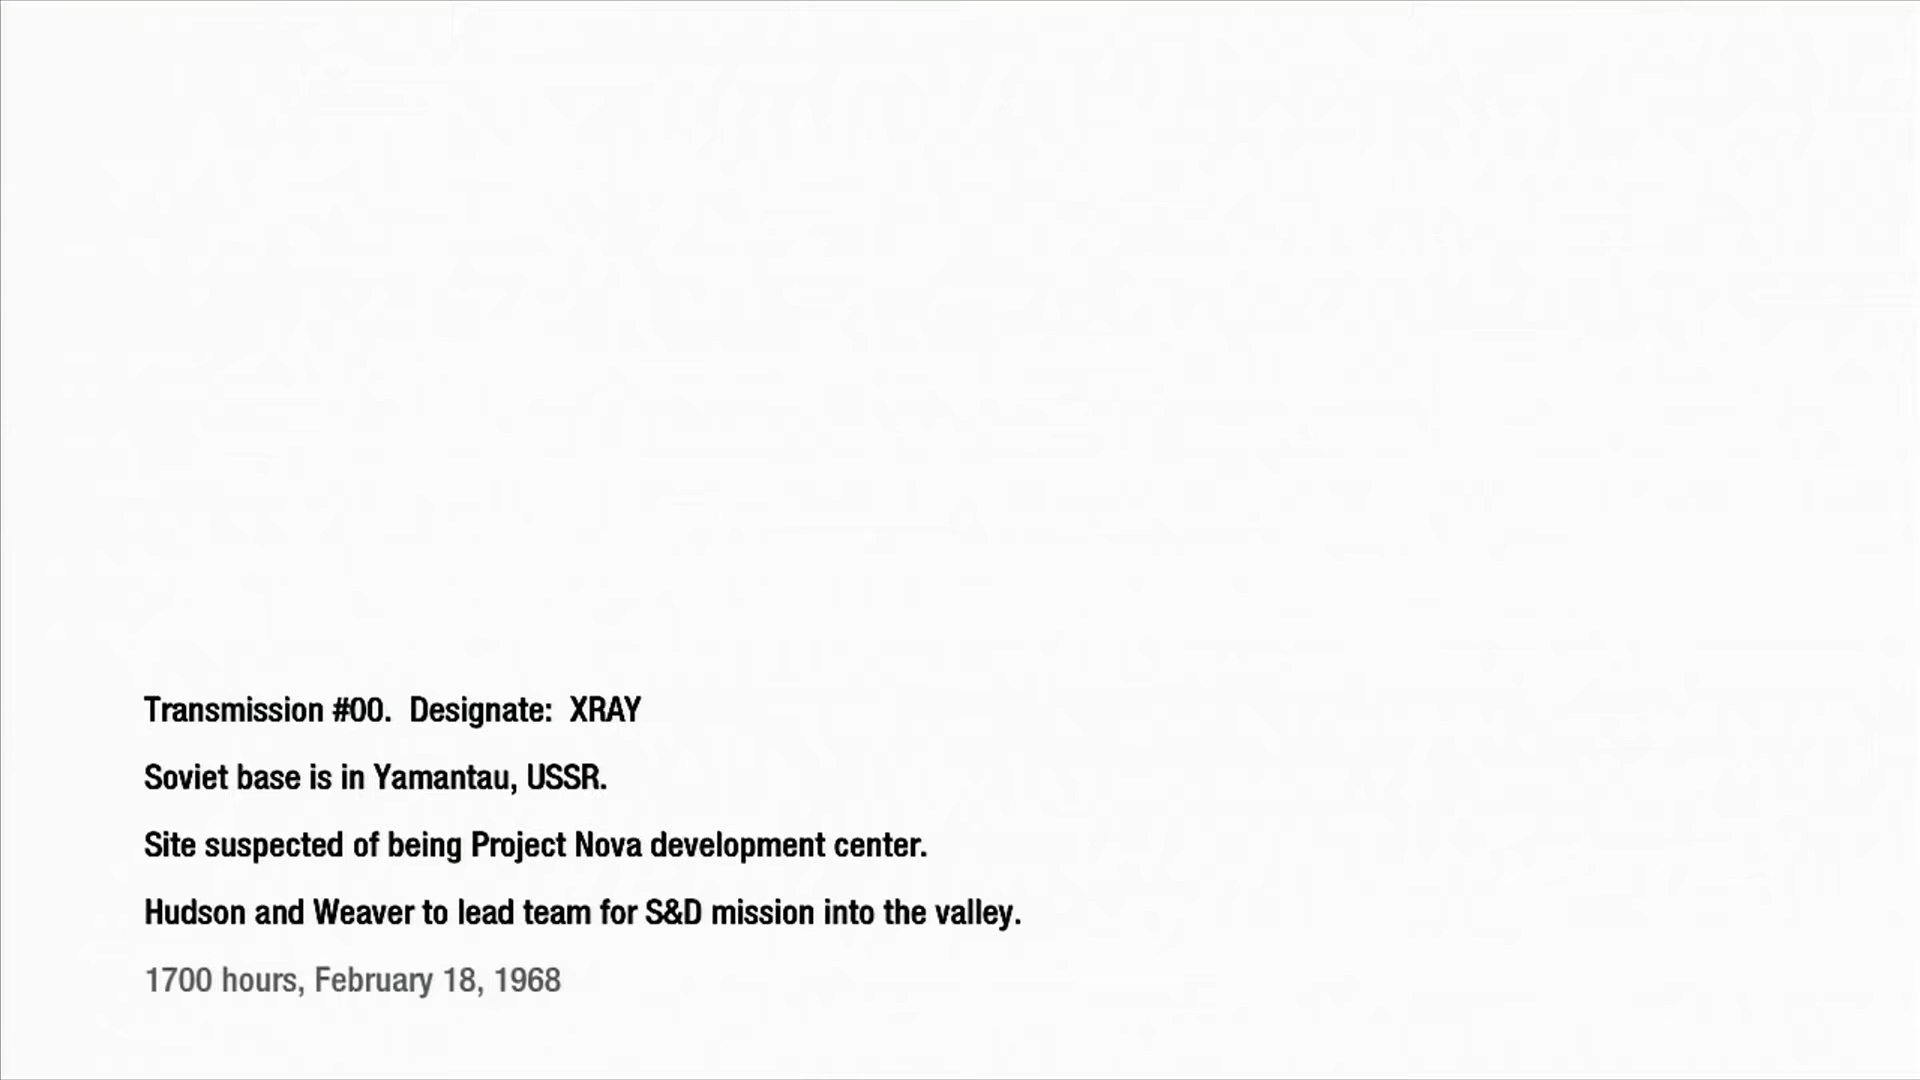 Transmission #00.  Designate:  XRAY
Soviet base is in Yamantau, USSR.
Site suspected of being Project Nova development center.
Hudson and Weaver to lead team for S&D mission into the valley.
1700 hours, February 18, 1968